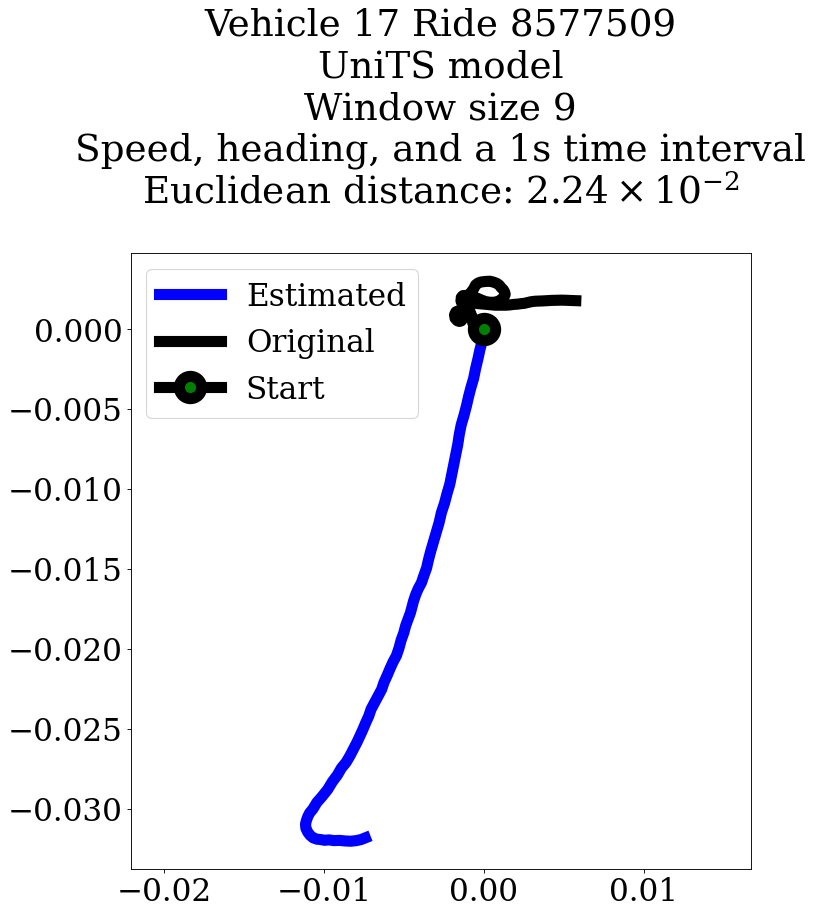 Vehicle 17 Ride 8577509
UniTS model
Window size 9
Speed, heading, and a 1s time interval
Euclidean distance: 2.24 × 10⁻²
Estimated
Original
Start
0.000
−0.005
−0.010
−0.015
−0.020
−0.025
−0.030
−0.02 −0.01 0.00 0.01